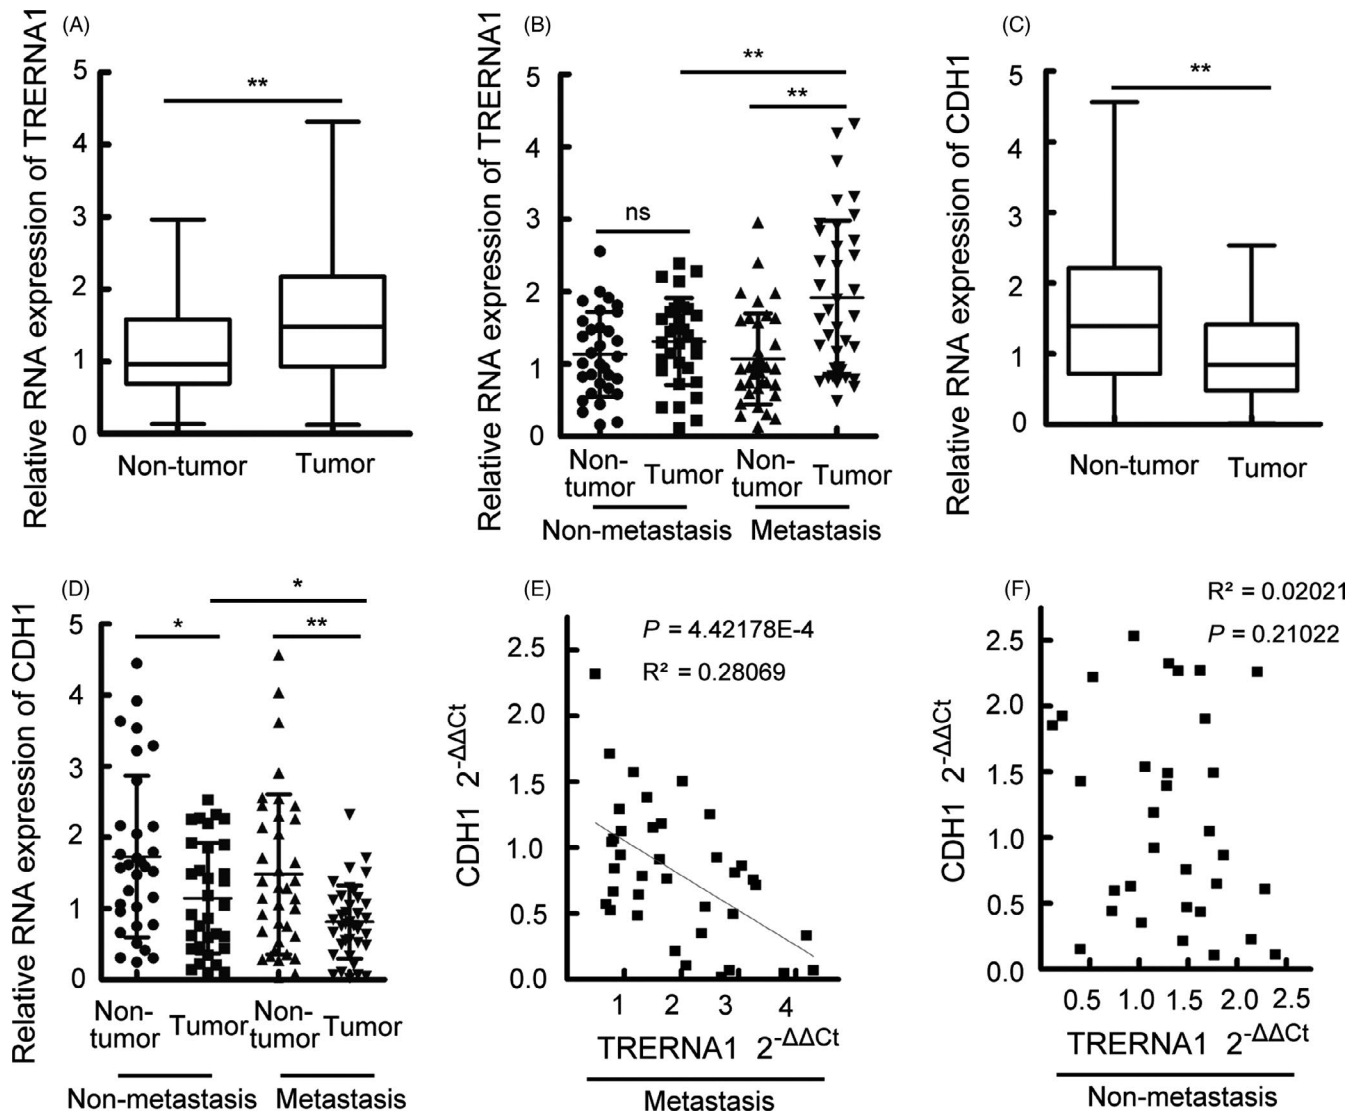 (A)
Relative RNA expression of TRERNA1
5
4
3
2
1
0
**
Non-tumor
Tumor
(B)
Relative RNA expression of TRERNA1
5
4
3
2
1
0
**
**
ns
Non-
tumor
Tumor
Non-
tumor
Tumor
Non-metastasis
Metastasis
(C)
Relative RNA expression of CDH1
5
4
3
2
1
0
**
Non-tumor
Tumor
(D)
Relative RNA expression of CDH1
5
4
3
2
1
0
*
*
**
Non-
tumor
Tumor
Non-
tumor
Tumor
Non-metastasis
Metastasis
(E)
P = 4.42178E-4
R² = 0.28069
CDH1 2-ΔΔCt
2.5
2.0
1.5
1.0
0.5
0.0
1 2 3 4
TRERNA1 2-ΔΔCt
Metastasis
(F)
R² = 0.02021
P = 0.21022
CDH1 2-ΔΔCt
2.5
2.0
1.5
1.0
0.5
0.0
0.5 1.0 1.5 2.0 2.5
TRERNA1 2-ΔΔCt
Non-metastasis